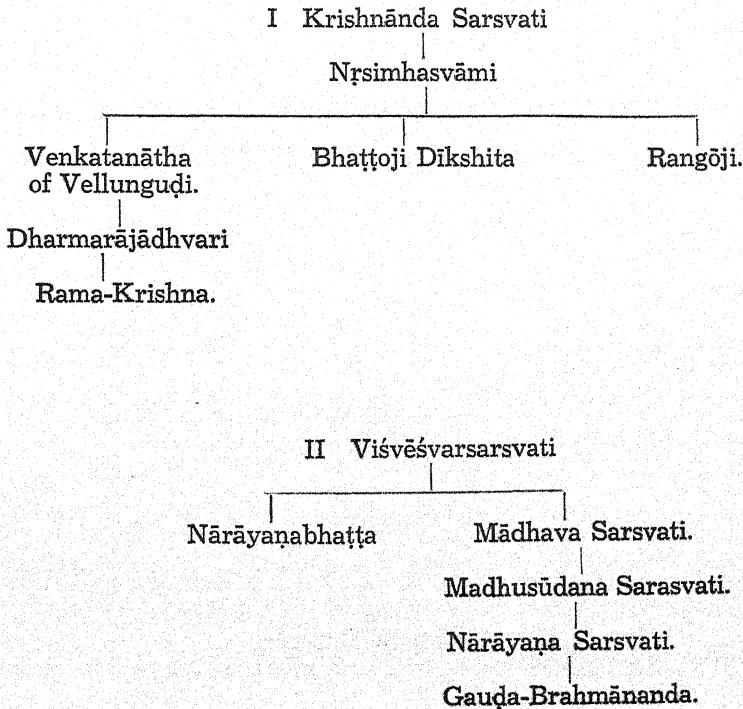 I Krishnānda Sarsvati
Nṛsimhasvāmi
Venkatanātha
of Vellunguḍi.
Bhaṭṭoji Dīkshita
Rangōji.
Dharmarājādhvari
Rama-Krishna.
II Viśvēśvarsarsvati
Nārāyaṇabhaṭṭa
Mādhava Sarsvati.
Madhusūdana Sarasvati.
Nārāyaṇa Sarsvati.
Gauḍa-Brahmānanda.